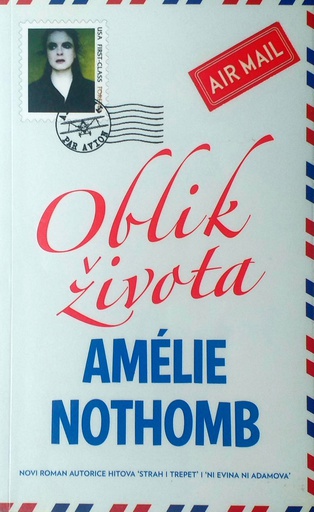 USA FIRST-CLASS
AIR MAIL
PAR AVION
Oblik
života
AMÉLIE
NOTHOMB
NOVI ROMAN AUTORICE HITOVA 'STRAH I TREPET' I 'NI EVINA NI ADAMOVA'